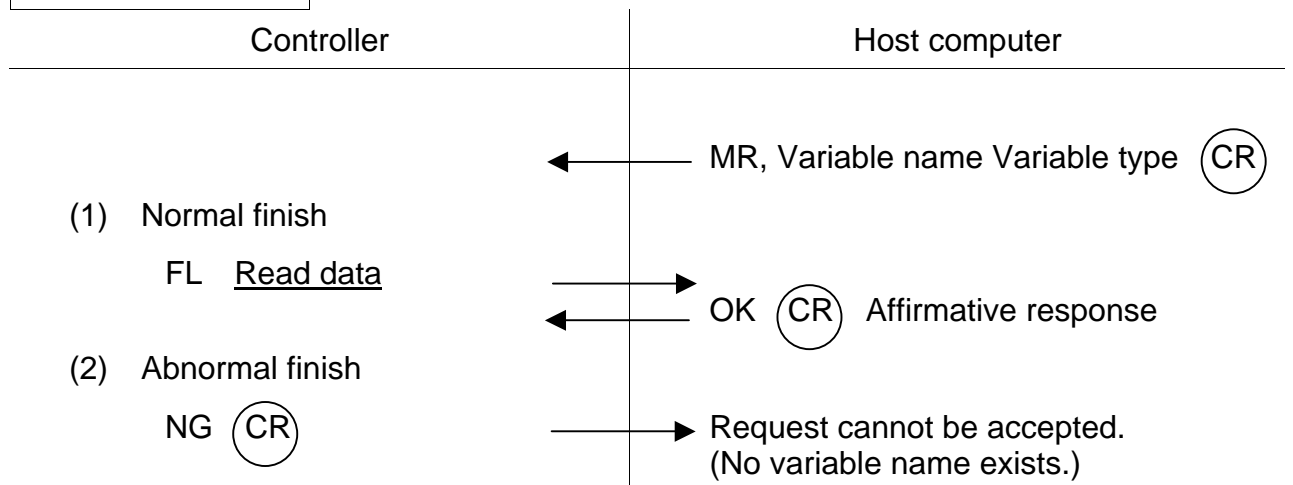 Controller Host computer
MR, Variable name Variable type CR
(1) Normal finish
FL Read data
OK CR Affirmative response
(2) Abnormal finish
NG CR Request cannot be accepted.
(No variable name exists.)